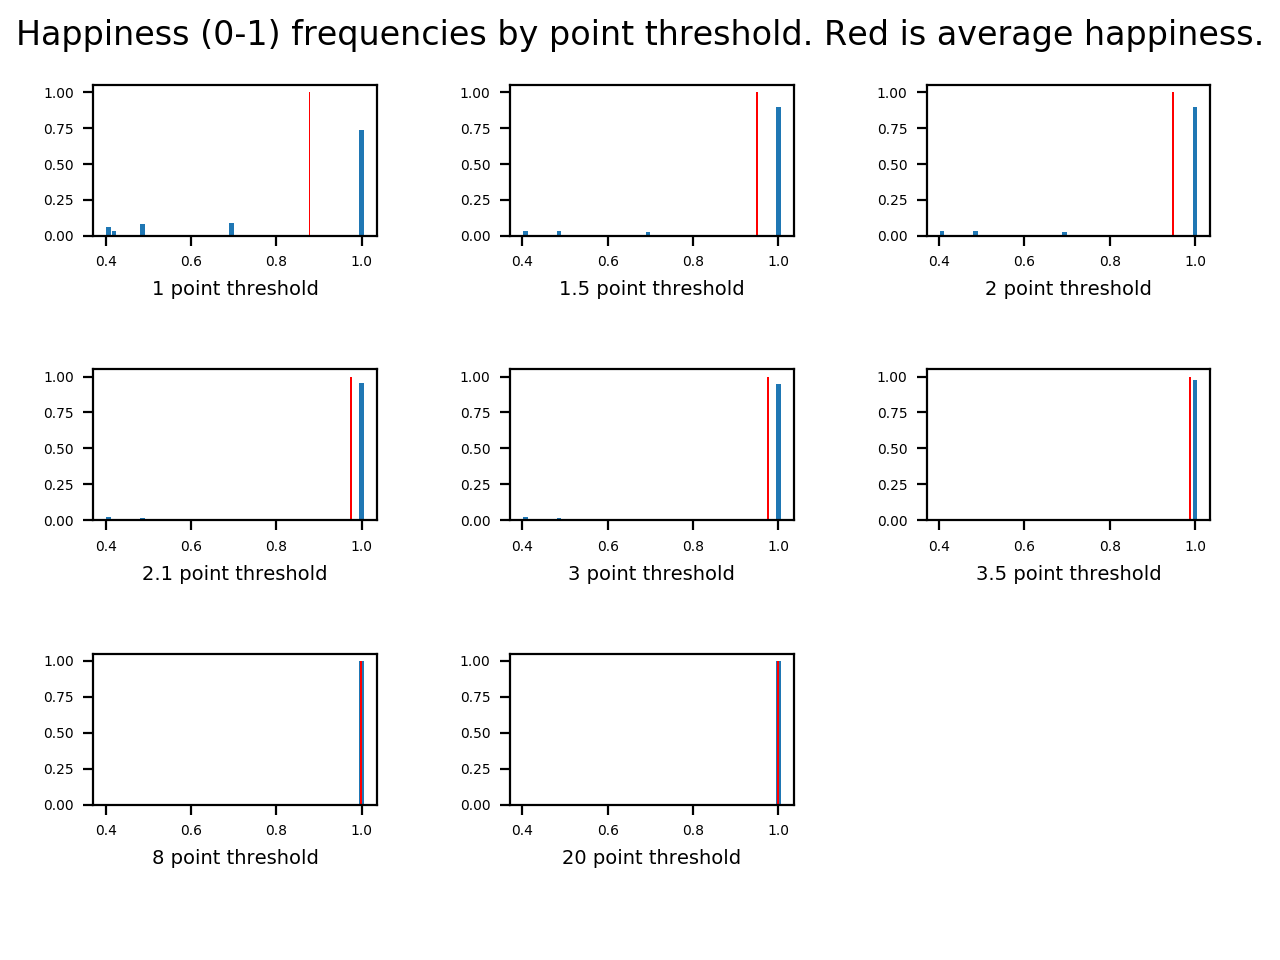 Happiness (0-1) frequencies by point threshold. Red is average happiness.
1.00 1.00 1.00
0.75 0.75 0.75
0.50 0.50 0.50
0.25 0.25 0.25
0.00 0.00 0.00
0.4 0.6 0.8 1.0 0.4 0.6 0.8 1.0 0.4 0.6 0.8 1.0
1 point threshold 1.5 point threshold 2 point threshold
1.00 1.00 1.00
0.75 0.75 0.75
0.50 0.50 0.50
0.25 0.25 0.25
0.00 0.00 0.00
0.4 0.6 0.8 1.0 0.4 0.6 0.8 1.0 0.4 0.6 0.8 1.0
2.1 point threshold 3 point threshold 3.5 point threshold
1.00 1.00
0.75 0.75
0.50 0.50
0.25 0.25
0.00 0.00
0.4 0.6 0.8 1.0 0.4 0.6 0.8 1.0
8 point threshold 20 point threshold